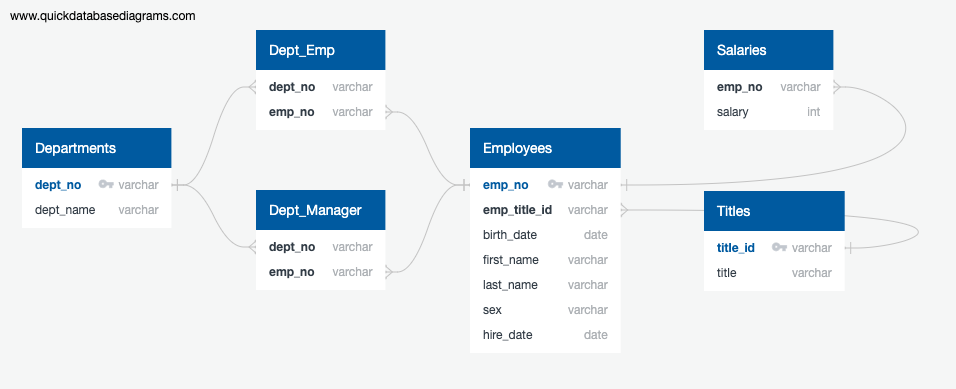 www.quickdatabasediagrams.com
Departments
dept_no varchar
dept_name varchar
Dept_Emp
dept_no varchar
emp_no varchar
Dept_Manager
dept_no varchar
emp_no varchar
Employees
emp_no varchar
emp_title_id varchar
birth_date date
first_name varchar
last_name varchar
sex varchar
hire_date date
Salaries
emp_no varchar
salary int
Titles
title_id varchar
title varchar